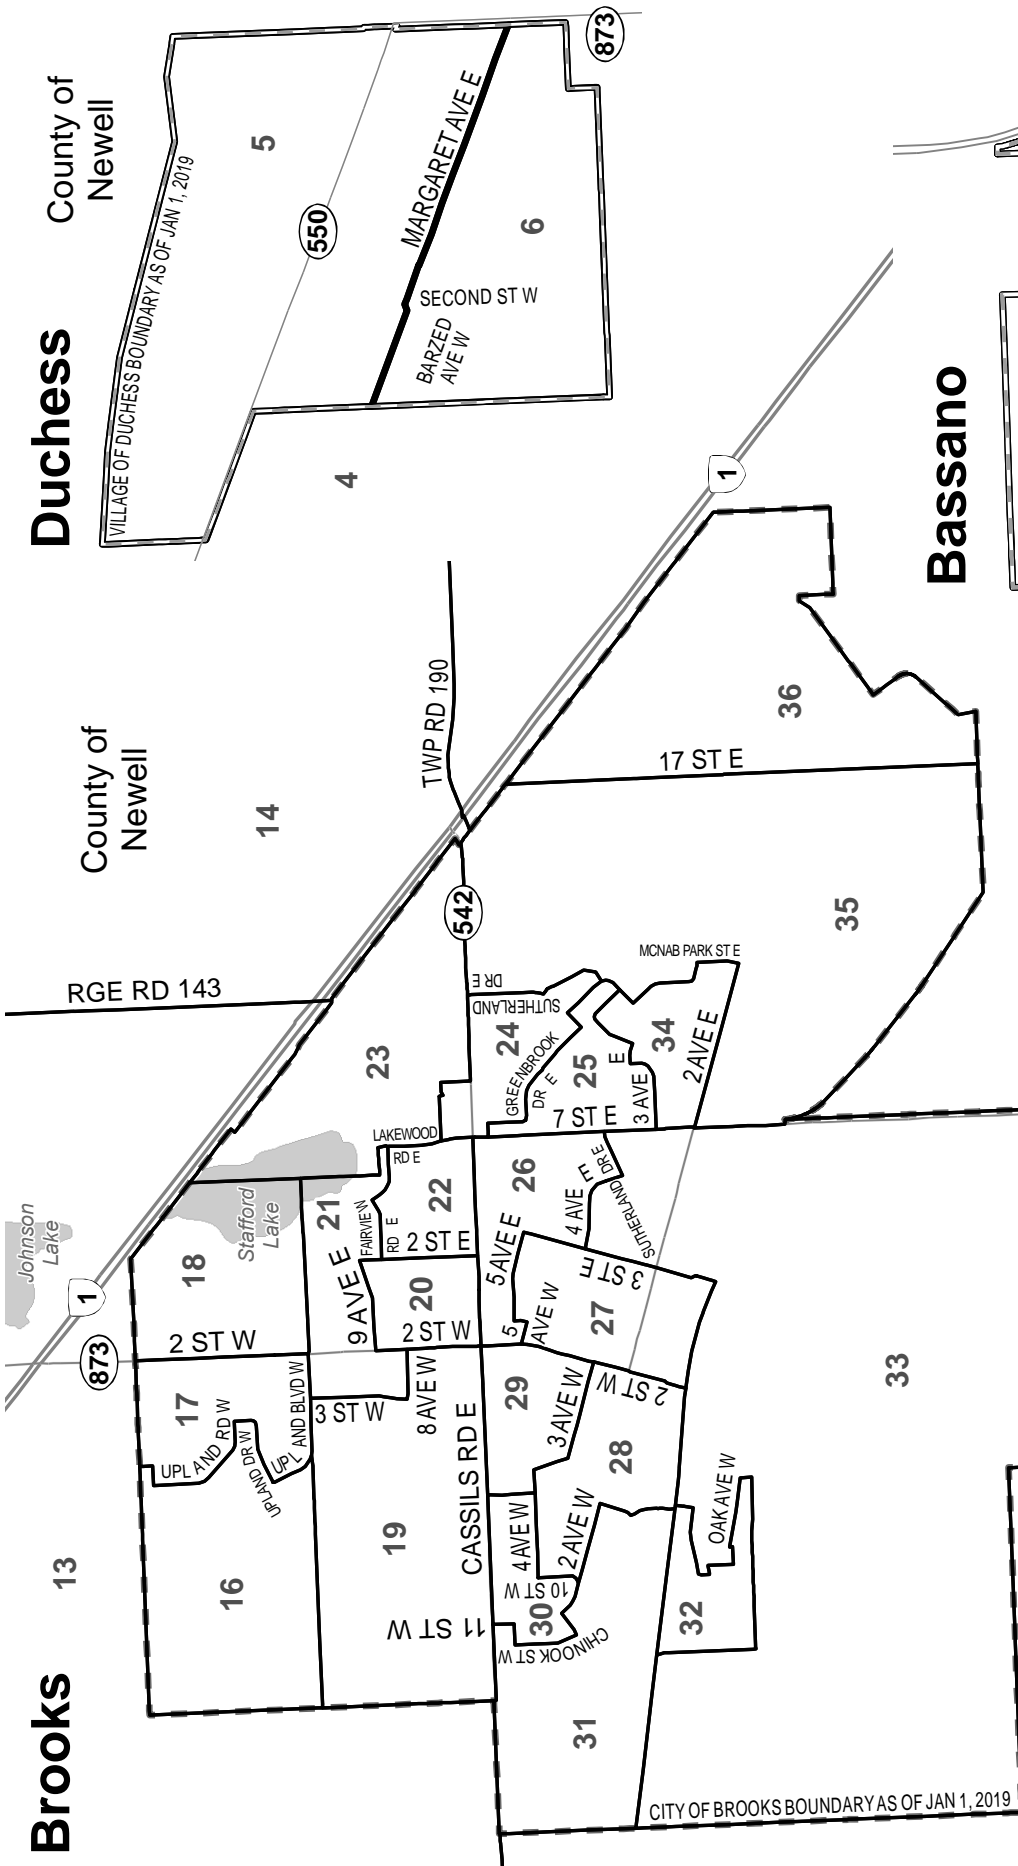 Brooks
Duchess
Bassano
County of
Newell
County of
Newell
VILLAGE OF DUCHESS BOUNDARY AS OF JAN 1, 2019
5
550
873
MARGARET AVE E
SECOND ST W
BARZED
AVE W
6
4
1
TWP RD 190
14
RGE RD 143
542
17 ST E
36
35
MCNAB PARK ST E
34
2 AVE E
3 AVE E
7 ST E
25
24
GREENBROOK
DR E
SUTHERLAND
DR E
23
LAKEWOOD
RD E
Johnson
Lake
Stafford
Lake
1
873
18
2 ST W
17
UPLAND RD W
UPLAND DR W
UPLAND BLVD W
13
16
21
9 AVE E
FAIRVIEW
RD E
22
2 ST E
20
2 ST W
3 ST W
8 AVE W
19
CASSILS RD E
11 ST W
26
5 AVE E
4 AVE E
SUTHERLAND DR E
3 ST E
27
5
AVE W
2 ST W
29
3 AVE W
28
4 AVE W
2 AVE W
10 ST W
30
CHINOOK ST W
OAK AVE W
32
31
33
CITY OF BROOKS BOUNDARY AS OF JAN 1, 2019